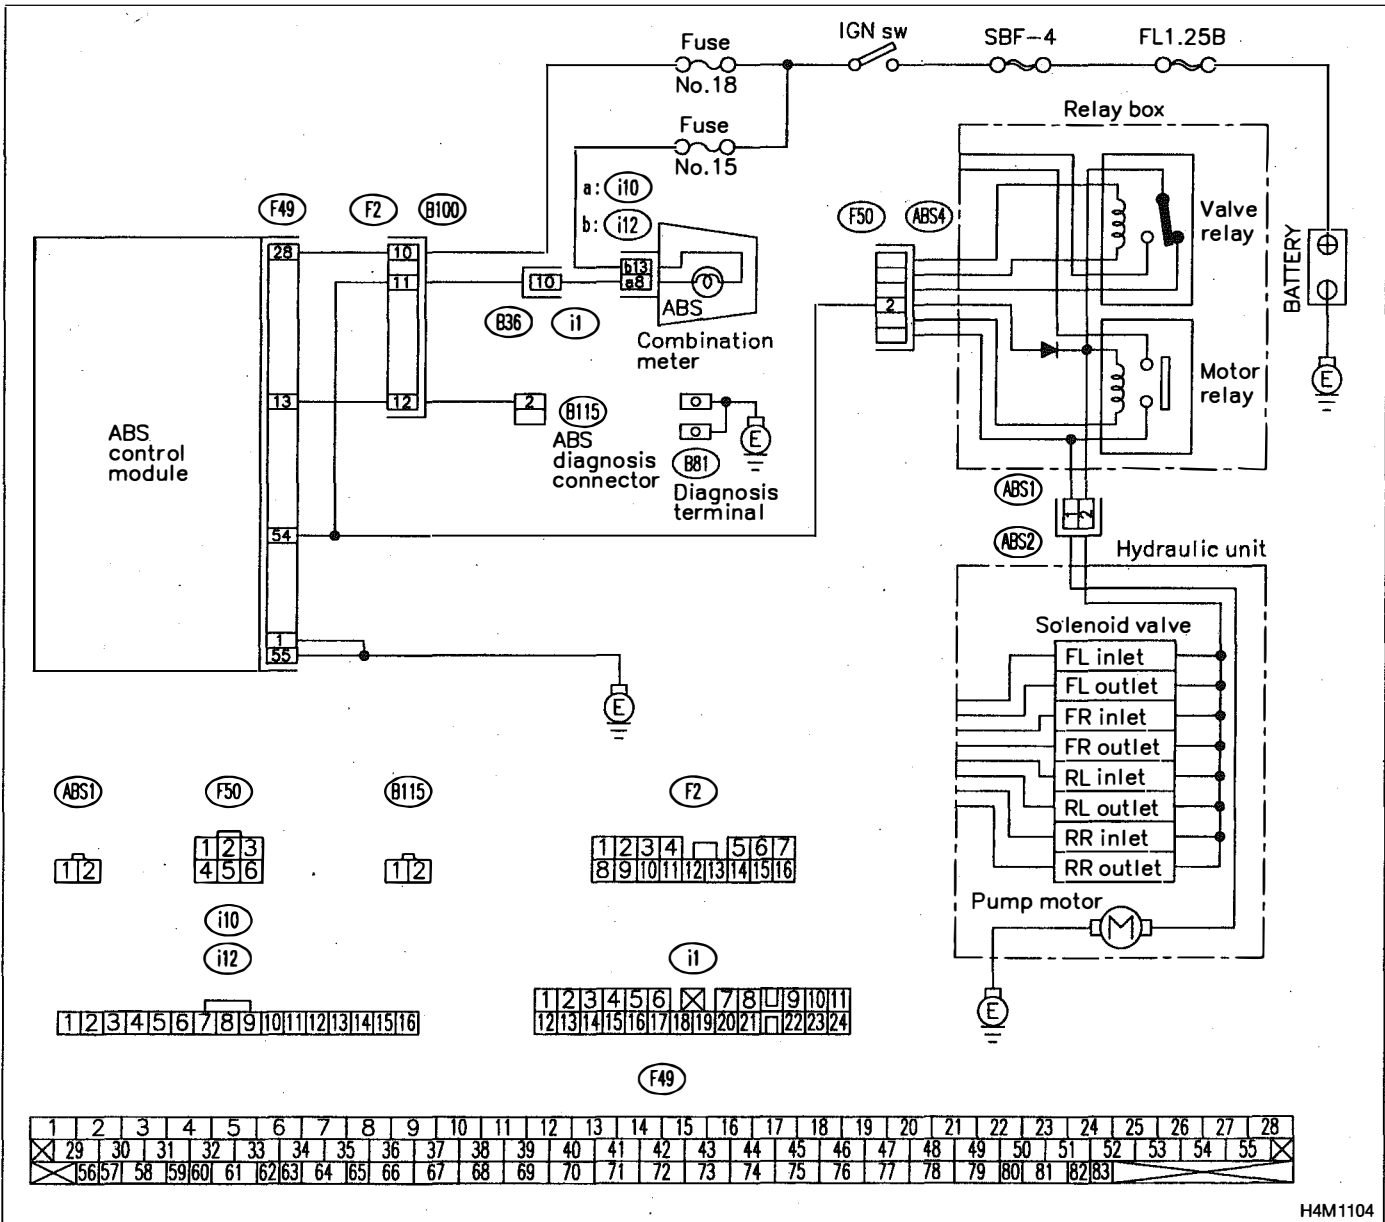 IGN sw
SBF-4
FL1.25B
Fuse
No.18
Fuse
No.15
Relay box
a: i10
b: i12
F49
F2
B100
F50
ABS4
Valve
relay
BATTERY
28
10
11
10
b13
a8
ABS
B36
i1
Combination
meter
2
Motor
relay
E
13
12
2
B115
ABS
diagnosis
connector
B81
Diagnosis
terminal
E
ABS
control
module
54
ABS1
1 2
ABS2
Hydraulic unit
1
55
E
Solenoid valve
FL inlet
FL outlet
FR inlet
FR outlet
RL inlet
RL outlet
RR inlet
RR outlet
Pump motor
M
E
ABS1
F50
B115
F2
1 2
1 2 3
4 5 6
1 2
1 2 3 4 5 6 7
8 9 10 11 12 13 14 15 16
i10
i12
1 2 3 4 5 6 7 8 9 10 11 12 13 14 15 16
i1
1 2 3 4 5 6 7 8 9 10 11
12 13 14 15 16 17 18 19 20 21 22 23 24
F49
1 2 3 4 5 6 7 8 9 10 11 12 13 14 15 16 17 18 19 20 21 22 23 24 25 26 27 28
29 30 31 32 33 34 35 36 37 38 39 40 41 42 43 44 45 46 47 48 49 50 51 52 53 54 55
56 57 58 59 60 61 62 63 64 65 66 67 68 69 70 71 72 73 74 75 76 77 78 79 80 81 82 83
H4M1104